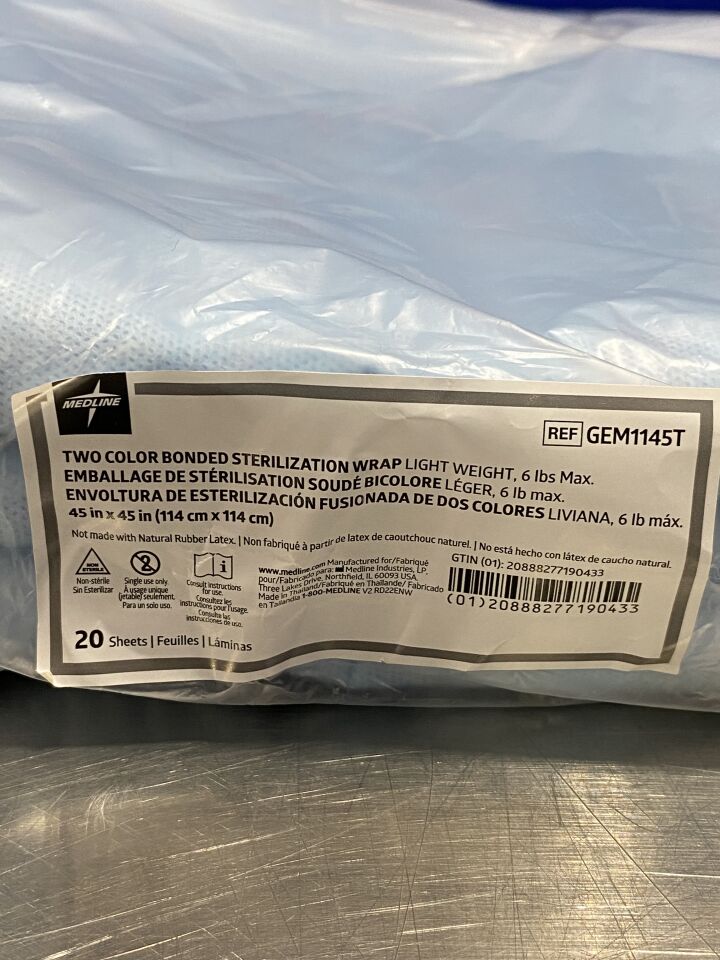 MEDLINE
REF GEM1145T
TWO COLOR BONDED STERILIZATION WRAP LIGHT WEIGHT, 6 lbs Max.
EMBALLAGE DE STÉRILISATION SOUDÉ BICOLORE LÉGER, 6 lb max.
ENVOLTURA DE ESTERILIZACIÓN FUSIONADA DE DOS COLORES LIVIANA, 6 lb máx.
45 in x 45 in (114 cm x 114 cm)
Not made with Natural Rubber Latex. | Non fabriqué à partir de latex de caoutchouc naturel. | No está hecho con látex de caucho natural.
NON
STERILE
Non-stérile
Sin Esterilizar
2
Single use only.
À usage unique
(jetable) seulement.
Para un solo uso.
i
Consult instructions
for use.
Consultez les
instructions pour l'usage.
Consulte las
instrucciones de uso.
www.medline.com Manufactured for/Fabriqué
pour/Fabricado para: Medline Industries, LP,
Three Lakes Drive, Northfield, IL 60093 USA.
Made in Thailand/Fabriqué en Thaïlande/ Fabricado
en Tailandia 1-800-MEDLINE V2 RD22ENW
GTIN (01): 20888277190433
(01)20888277190433
20 Sheets | Feuilles | Láminas